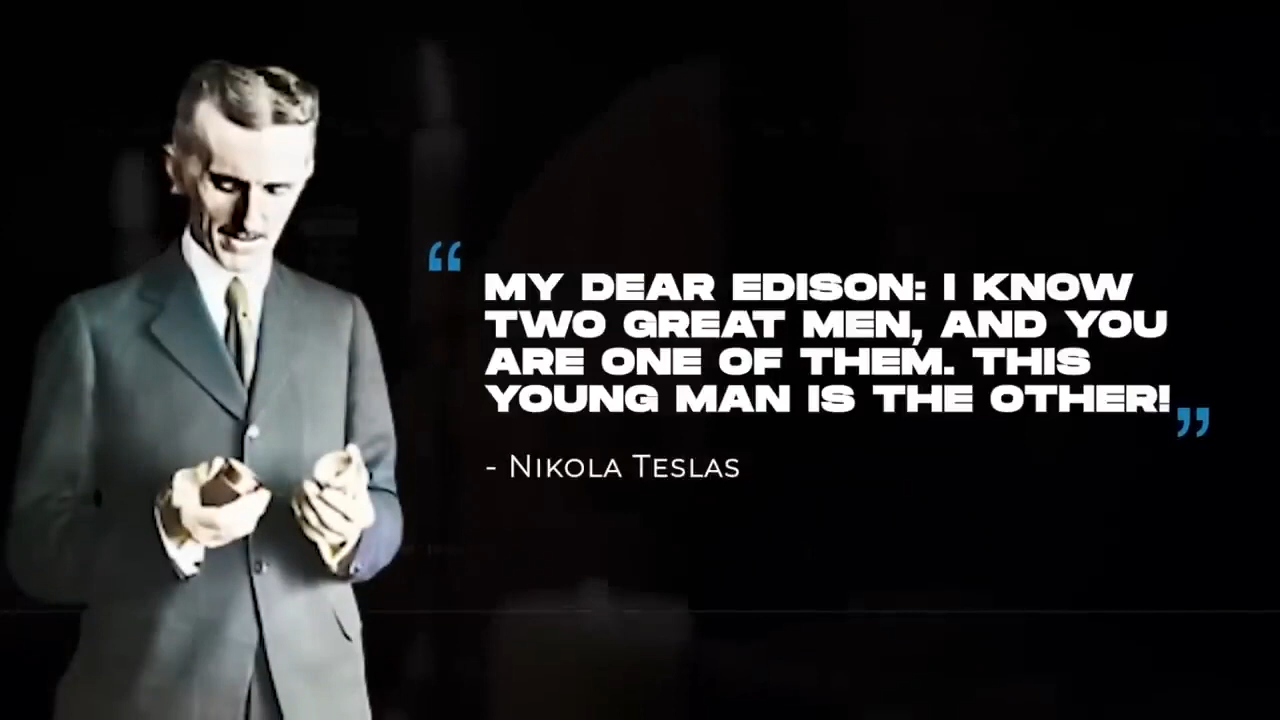 “MY DEAR EDISON: I KNOW
TWO GREAT MEN, AND YOU
ARE ONE OF THEM. THIS
YOUNG MAN IS THE OTHER!”
- NIKOLA TESLAS